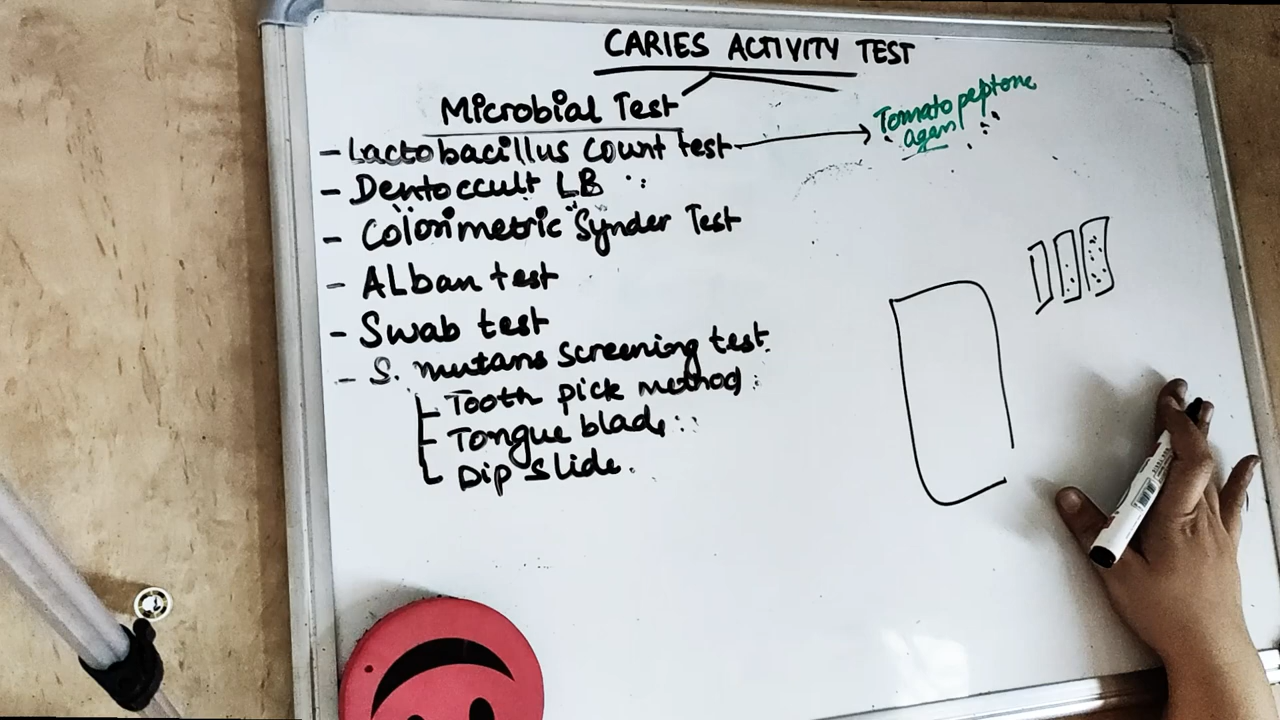 CARIES ACTIVITY TEST
Microbial Test
- Lactobacillus Count test → Tomato peptone
agar
- Dentoccult LB
- Colorimetric Synder Test
- Alban test
- Swab test
- S. mutans Screening test.
Tooth pick method
Tongue blade
Dip Slide.